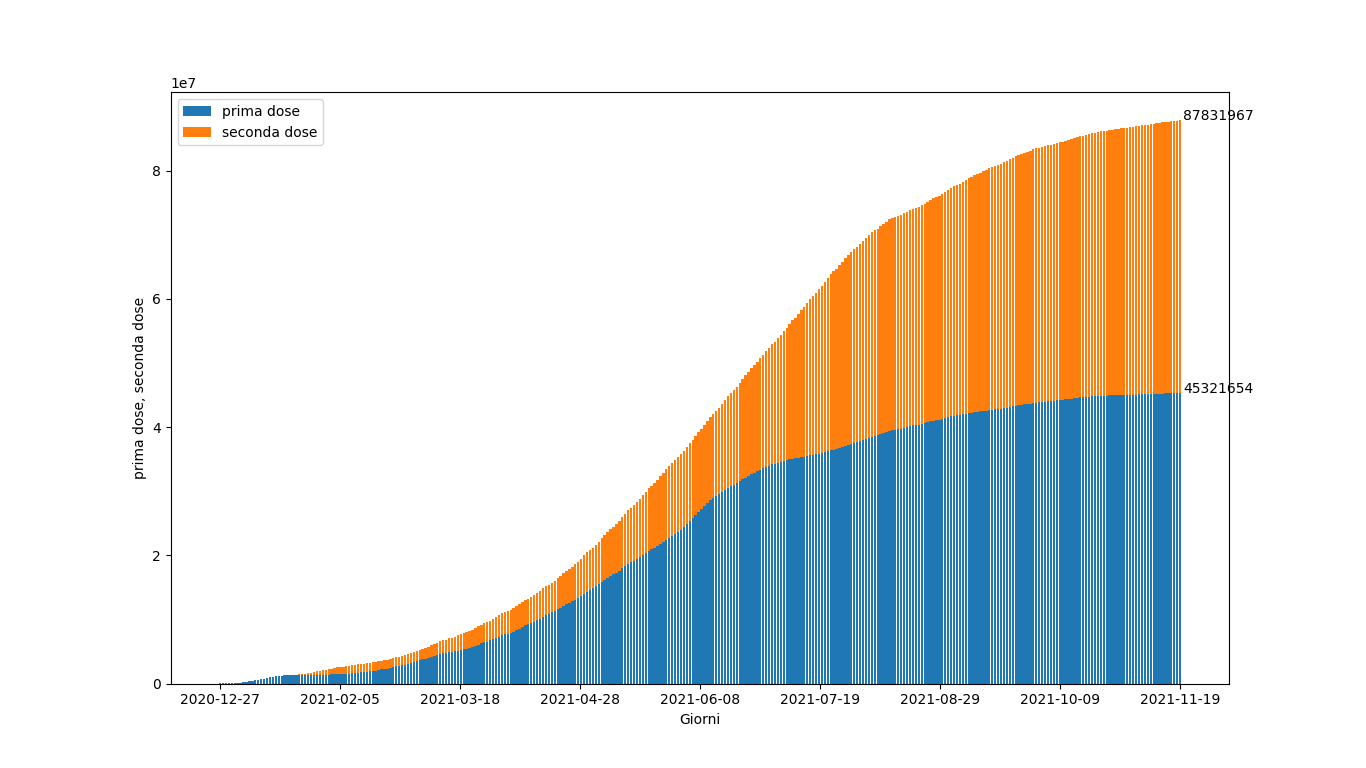 1e7
prima dose
seconda dose
87831967
8
6
45321654
4
2
0
prima dose, seconda dose
2020-12-27 2021-02-05 2021-03-18 2021-04-28 2021-06-08 2021-07-19 2021-08-29 2021-10-09 2021-11-19
Giorni